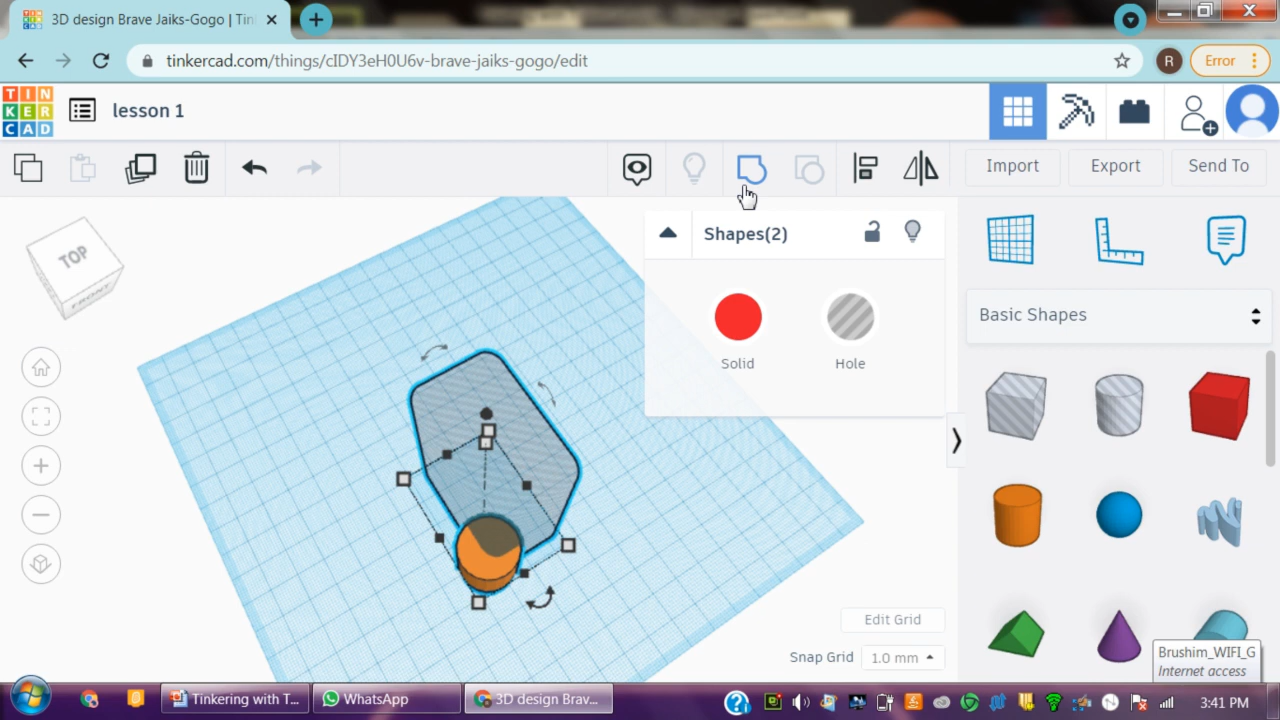 3D design Brave Jaiks-Gogo | Tin
tinkercad.com/things/cIDY3eH0U6v-brave-jaiks-gogo/edit
R
Error
TIN
KER
CAD
lesson 1
Import
Export
Send To
TOP
FRONT
Shapes(2)
Solid
Hole
Basic Shapes
Edit Grid
Snap Grid
1.0 mm
Brushim_WIFI_G
Internet access
Tinkering with T...
WhatsApp
3D design Brav...
3:41 PM